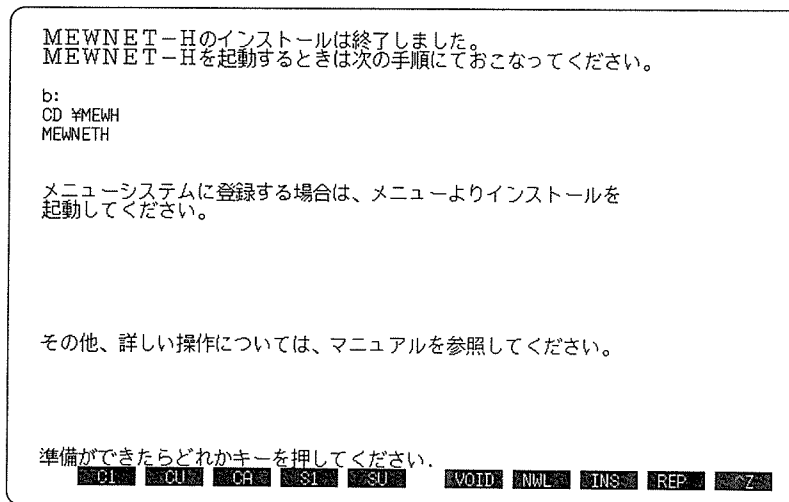 MEWNET－Hのインストールは終了しました。
MEWNET－Hを起動するときは次の手順にておこなってください。
b:
CD ¥MEWH
MEWNETH
メニューシステムに登録する場合は、メニューよりインストールを
起動してください。
その他、詳しい操作については、マニュアルを参照してください。
準備ができたらどれかキーを押してください.
C1 CU CA S1 SU VOID NWL INS REP ^Z